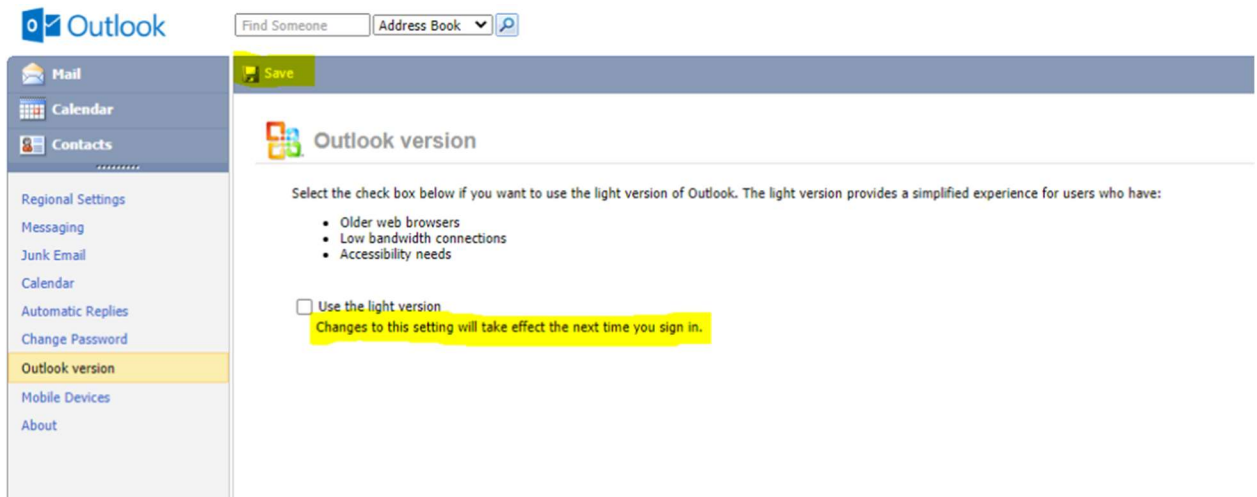 Outlook
Find Someone
Address Book
Mail
Calendar
Contacts
Regional Settings
Messaging
Junk Email
Calendar
Automatic Replies
Change Password
Outlook version
Mobile Devices
About
Save
Outlook version
Select the check box below if you want to use the light version of Outlook. The light version provides a simplified experience for users who have:
• Older web browsers
• Low bandwidth connections
• Accessibility needs
Use the light version
Changes to this setting will take effect the next time you sign in.